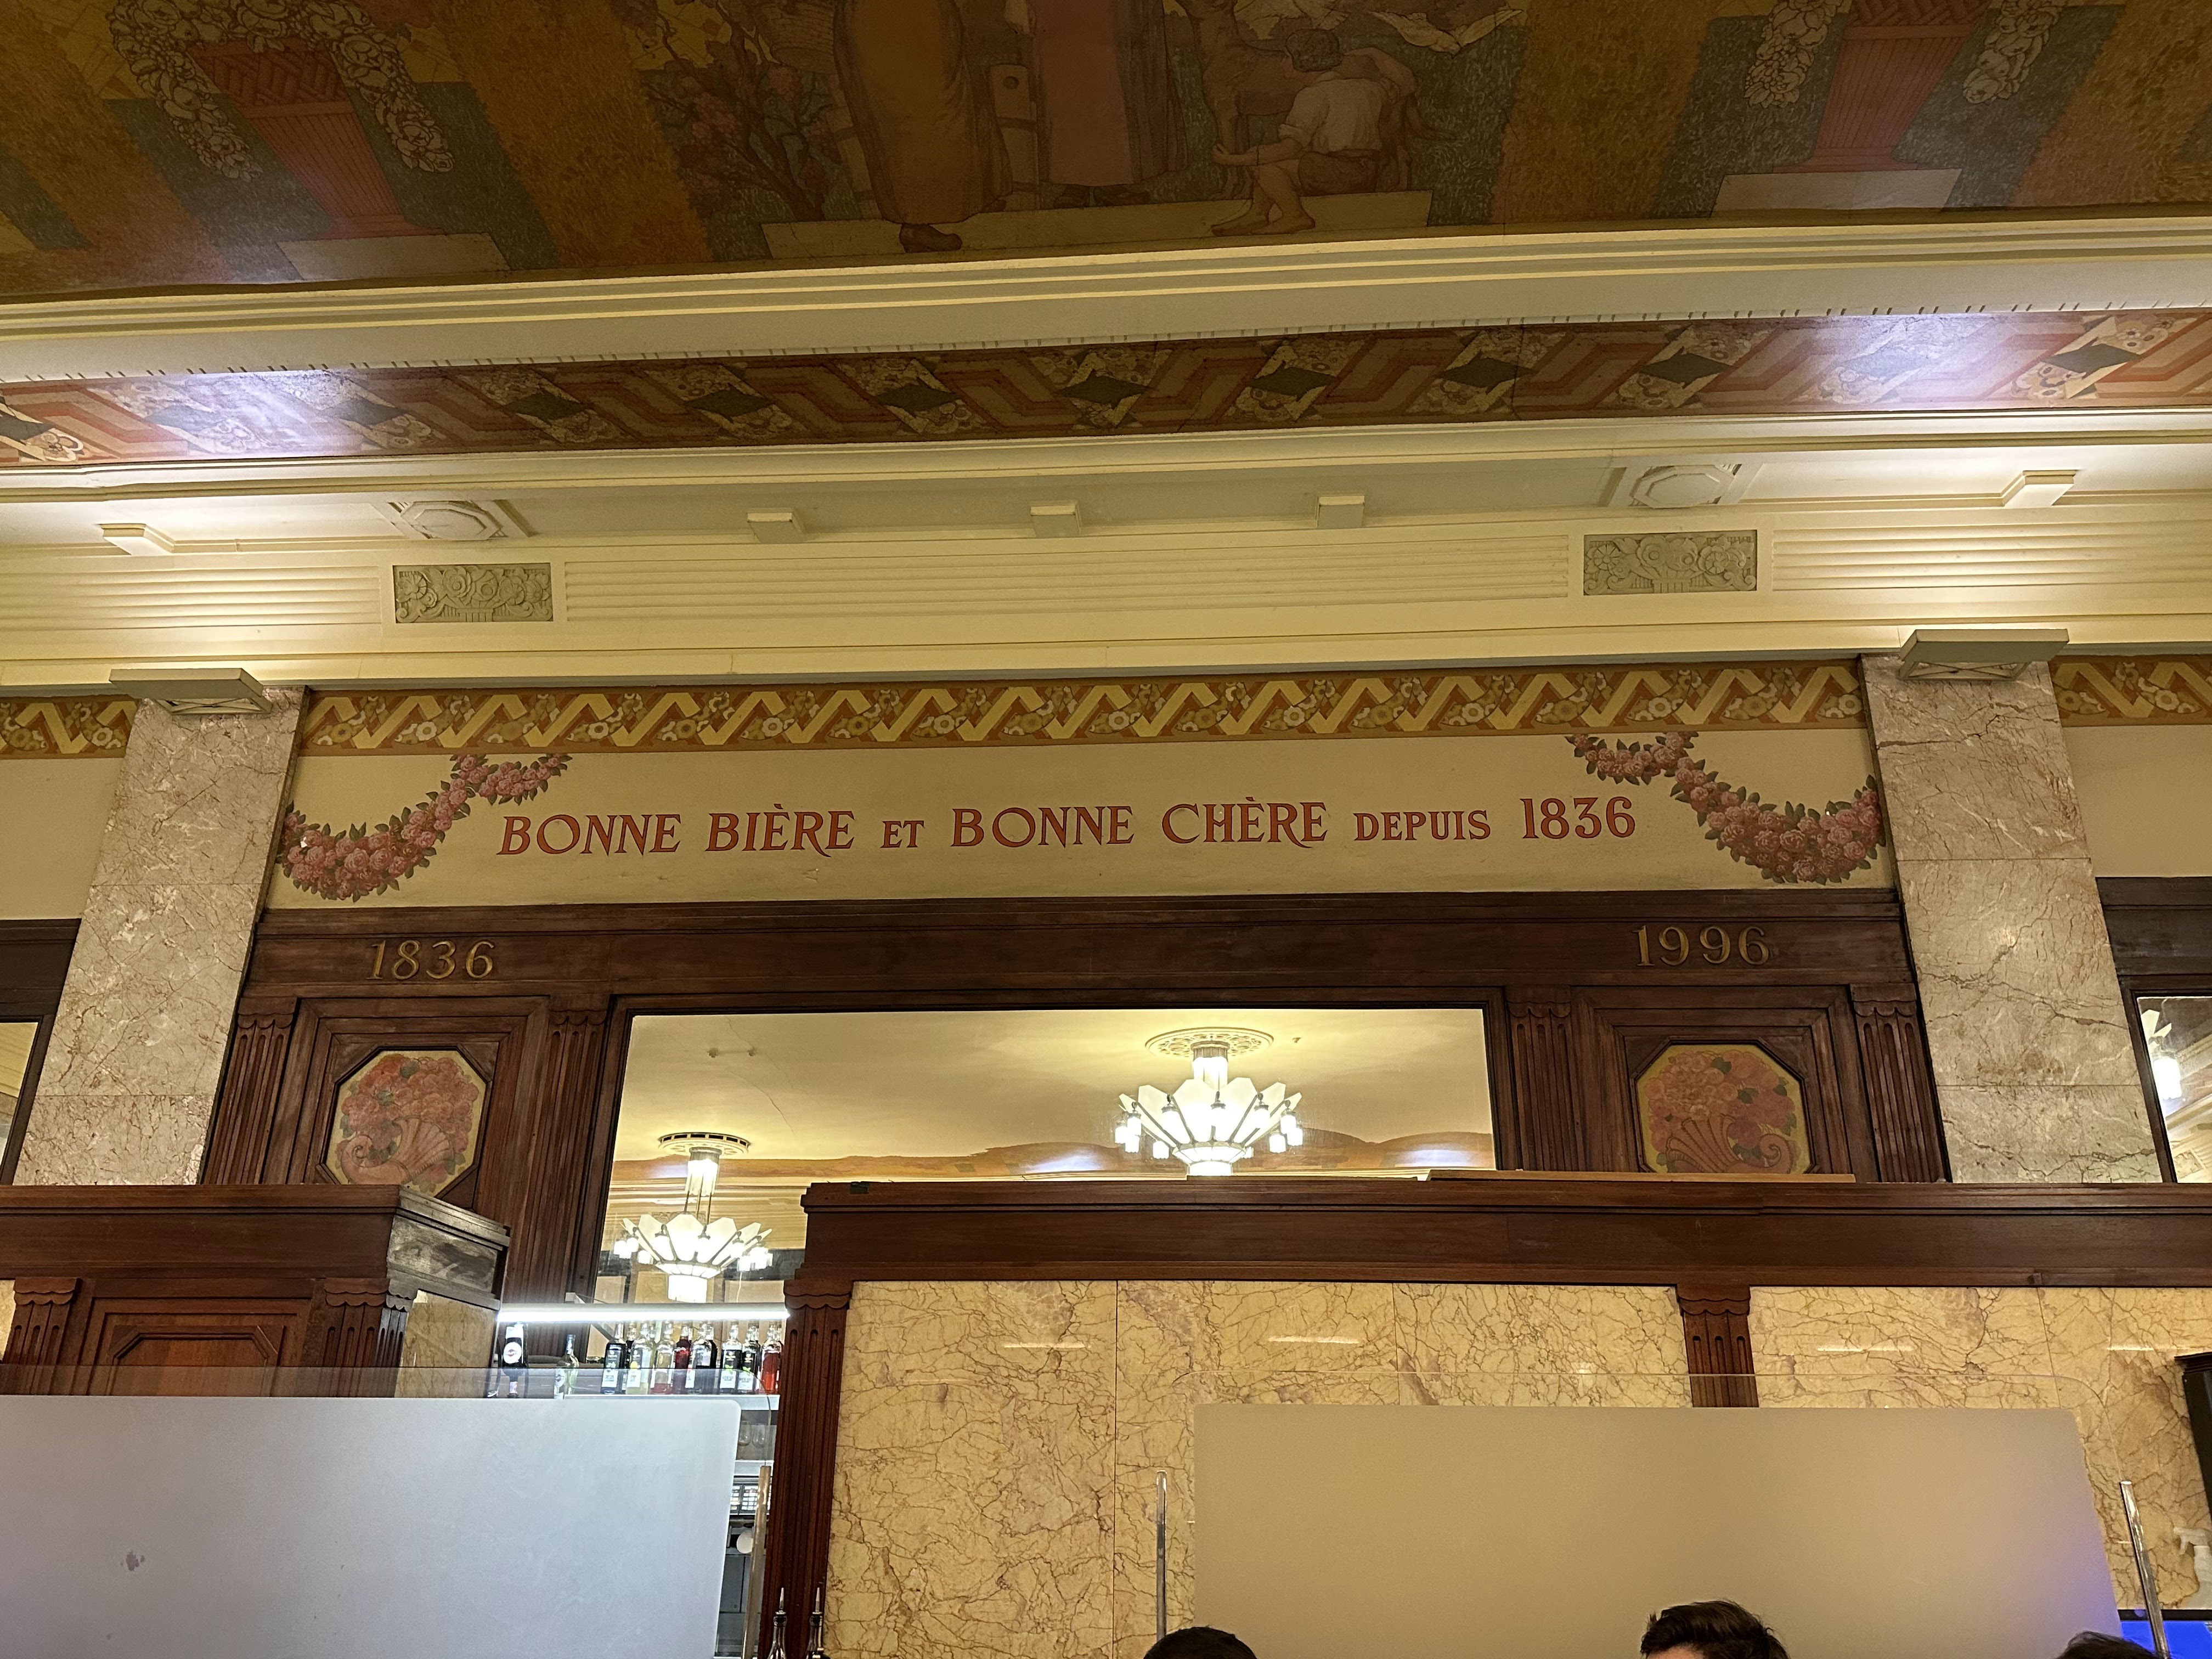 BONNE BIÈRE ET BONNE CHÈRE DEPUIS 1836
1836
1996